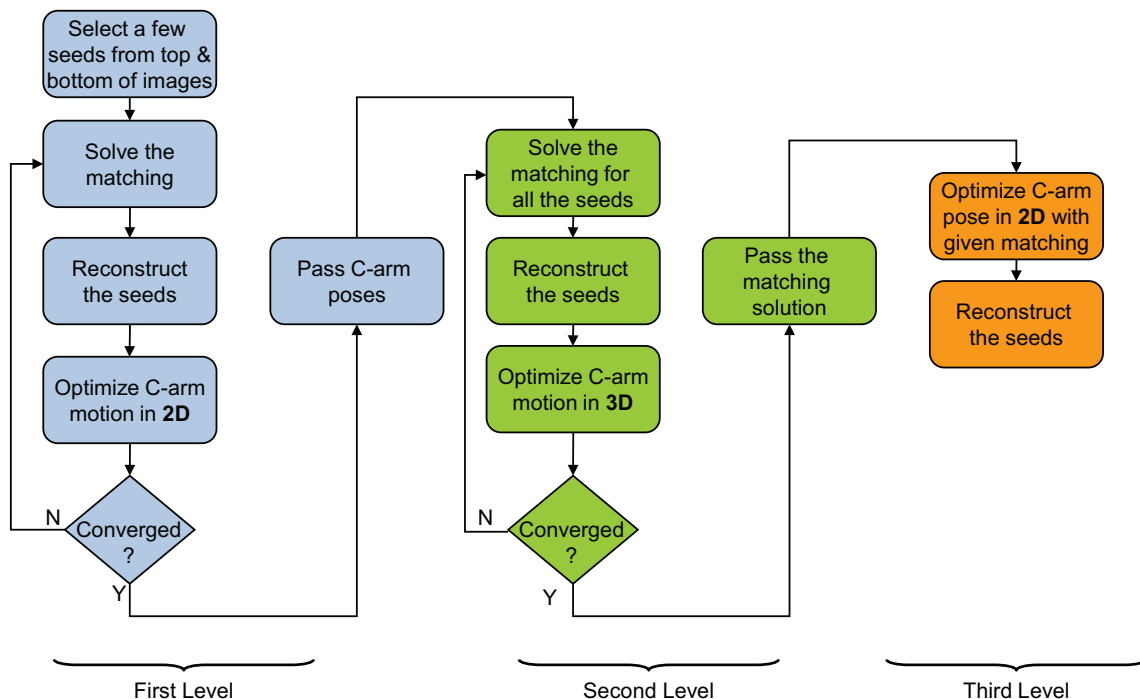 Select a few
seeds from top &
bottom of images
Solve the
matching
Reconstruct
the seeds
Optimize C-arm
motion in 2D
Converged
?
N
Y
Pass C-arm
poses
Solve the
matching for
all the seeds
Reconstruct
the seeds
Optimize C-arm
motion in 3D
Converged
?
N
Y
Pass the
matching
solution
Optimize C-arm
pose in 2D with
given matching
Reconstruct
the seeds
First Level
Second Level
Third Level